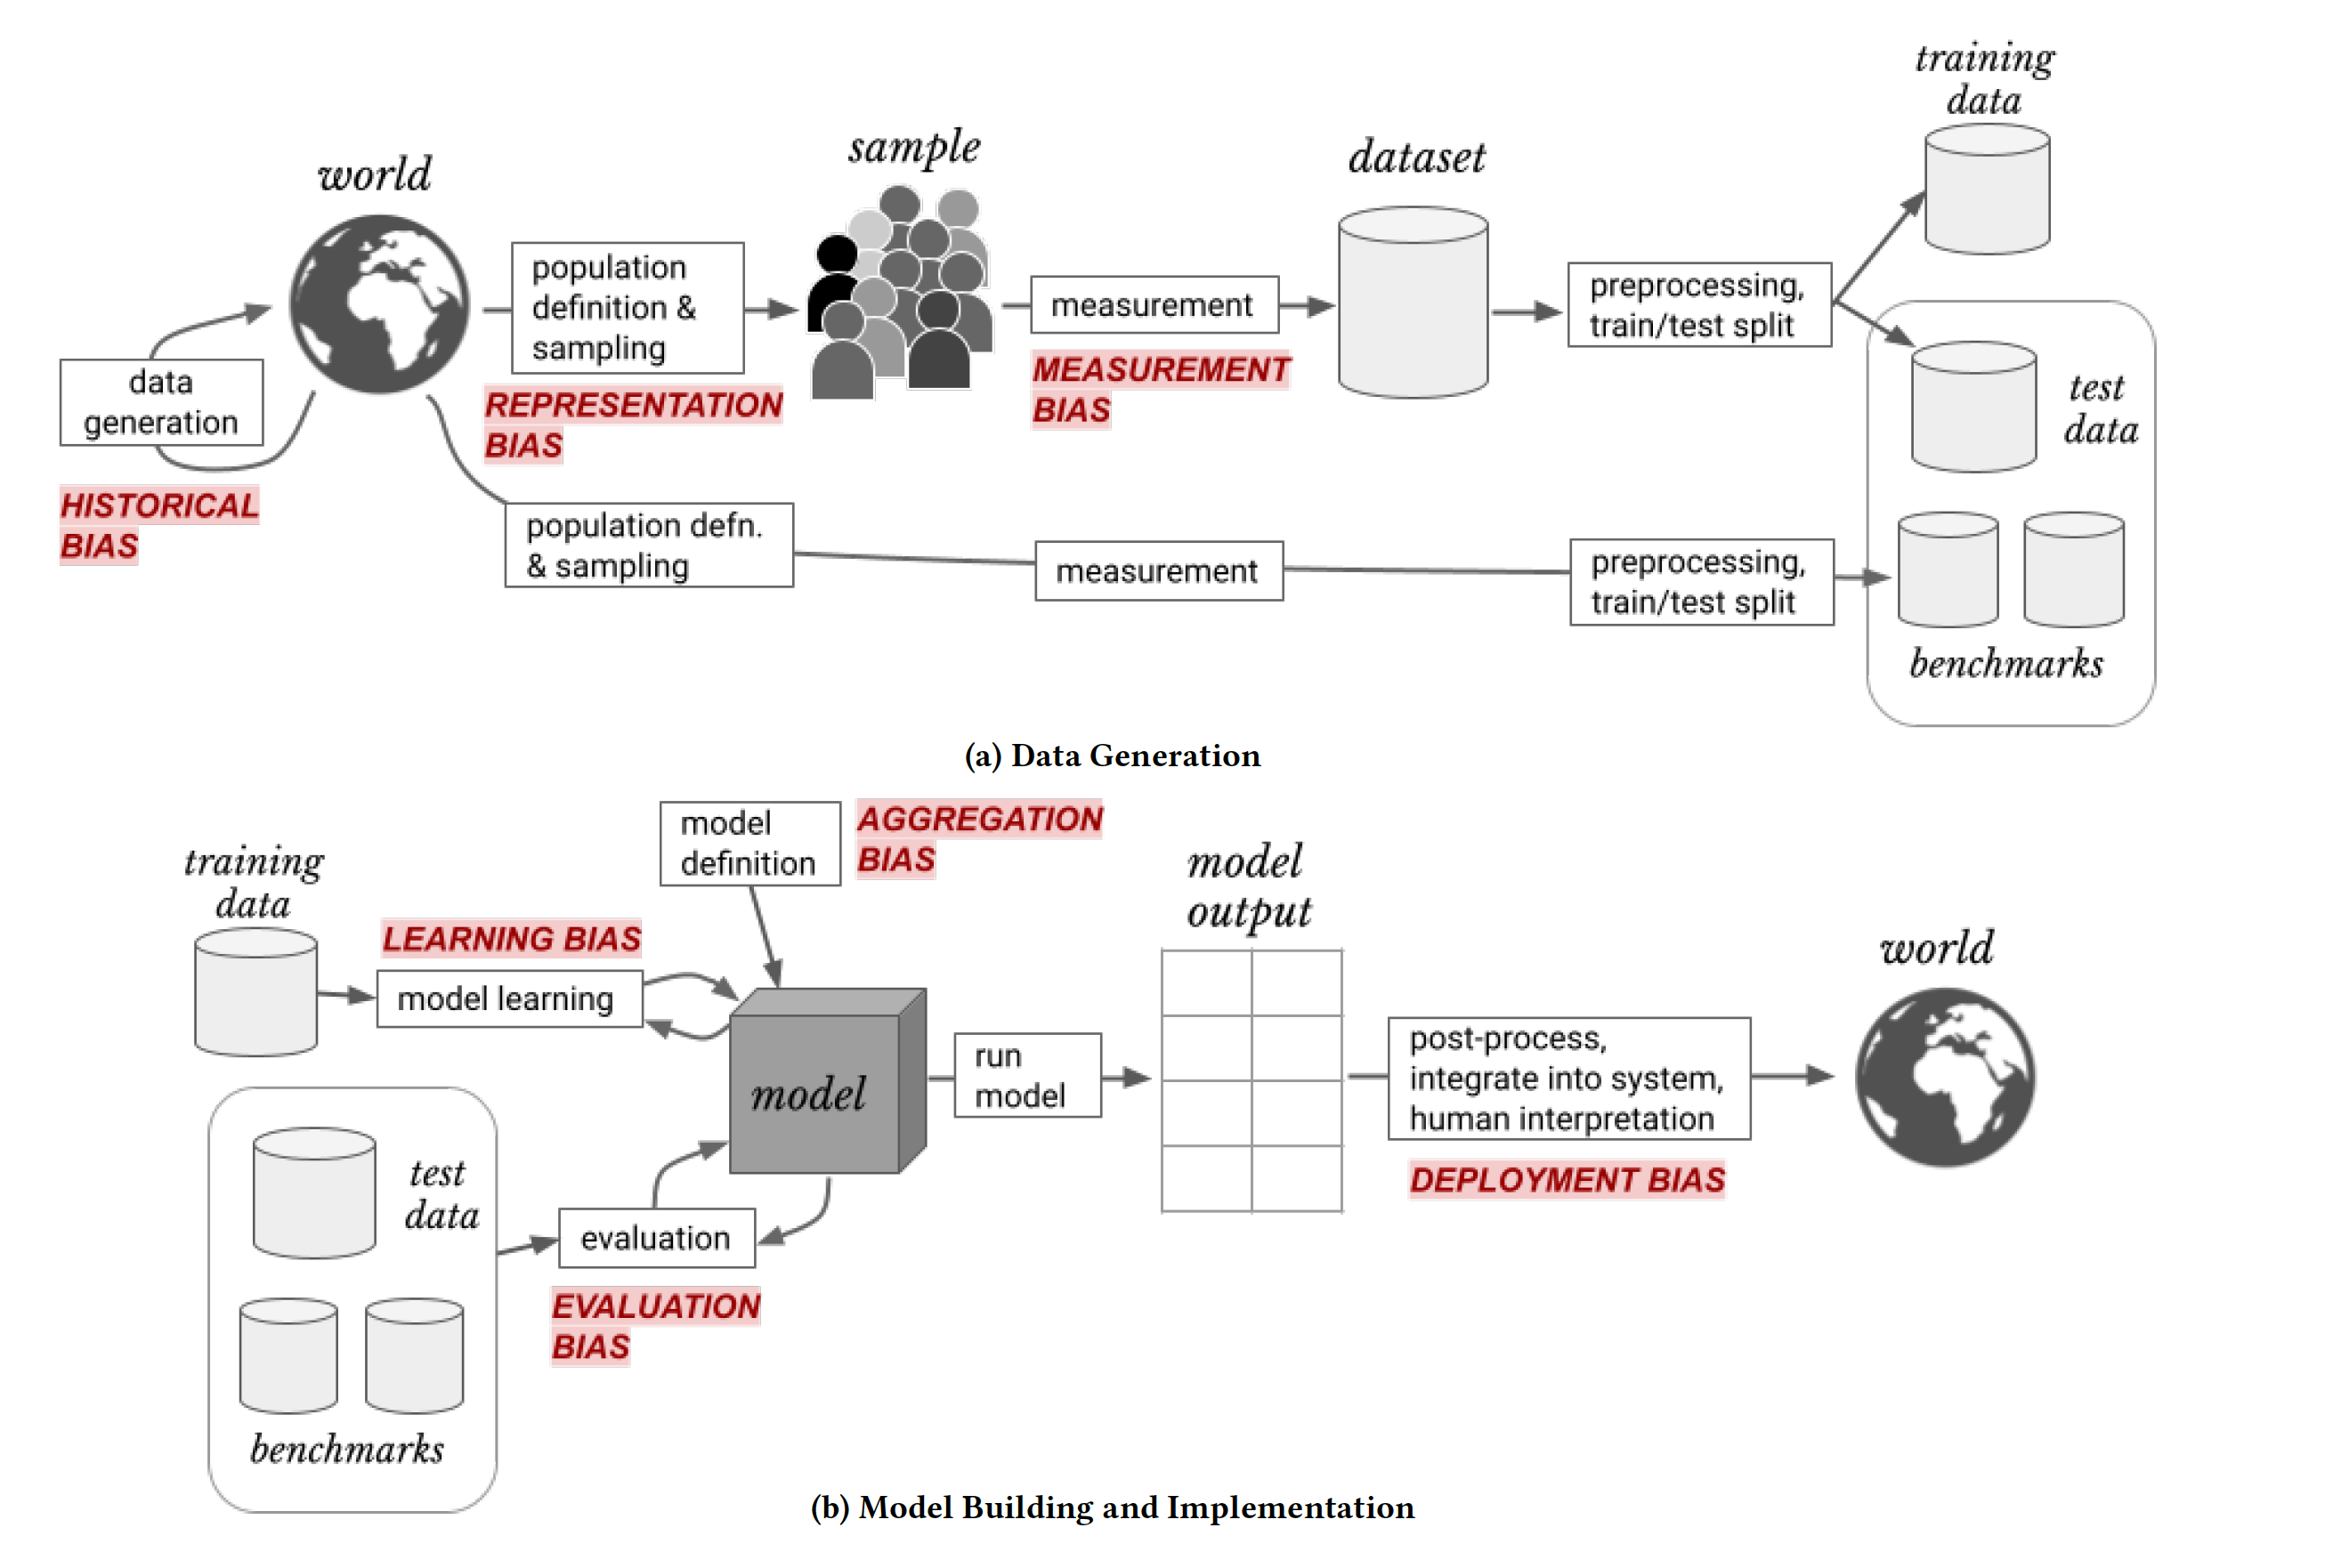 training
data
sample
dataset
world
population
definition &
sampling
measurement
preprocessing,
train/test split
MEASUREMENT
BIAS
data
generation
REPRESENTATION
BIAS
test
data
HISTORICAL
BIAS
population defn.
& sampling
measurement
preprocessing,
train/test split
benchmarks
(a) Data Generation
model
definition
AGGREGATION
BIAS
training
data
LEARNING BIAS
model learning
model
output
world
model
run
model
post-process,
integrate into system,
human interpretation
DEPLOYMENT BIAS
test
data
evaluation
EVALUATION
BIAS
benchmarks
(b) Model Building and Implementation